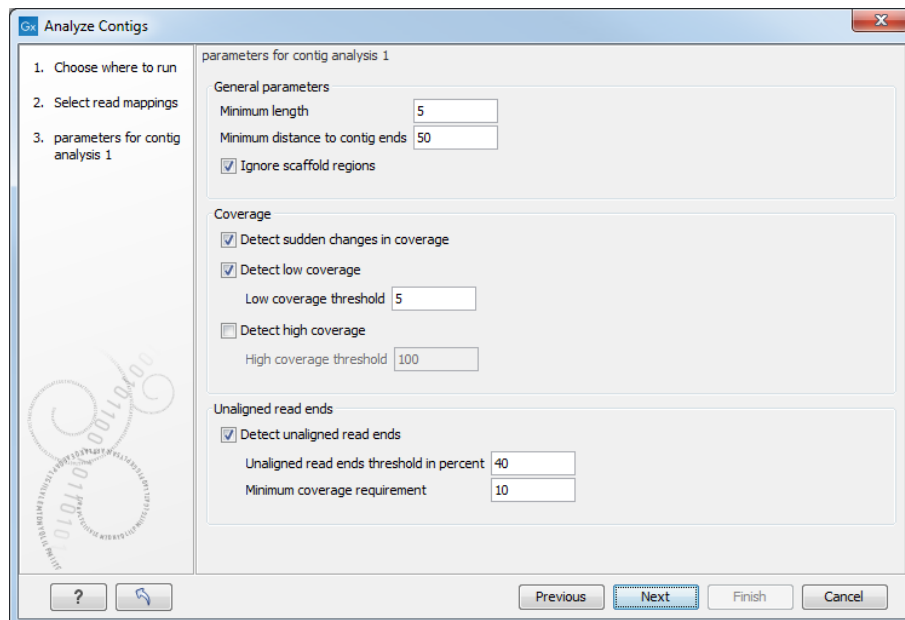 Gx Analyze Contigs
1. Choose where to run
2. Select read mappings
3. parameters for contig
analysis 1
parameters for contig analysis 1
General parameters
Minimum length 5
Minimum distance to contig ends 50
Ignore scaffold regions
Coverage
Detect sudden changes in coverage
Detect low coverage
Low coverage threshold 5
Detect high coverage
High coverage threshold 100
Unaligned read ends
Detect unaligned read ends
Unaligned read ends threshold in percent 40
Minimum coverage requirement 10
? Previous Next Finish Cancel